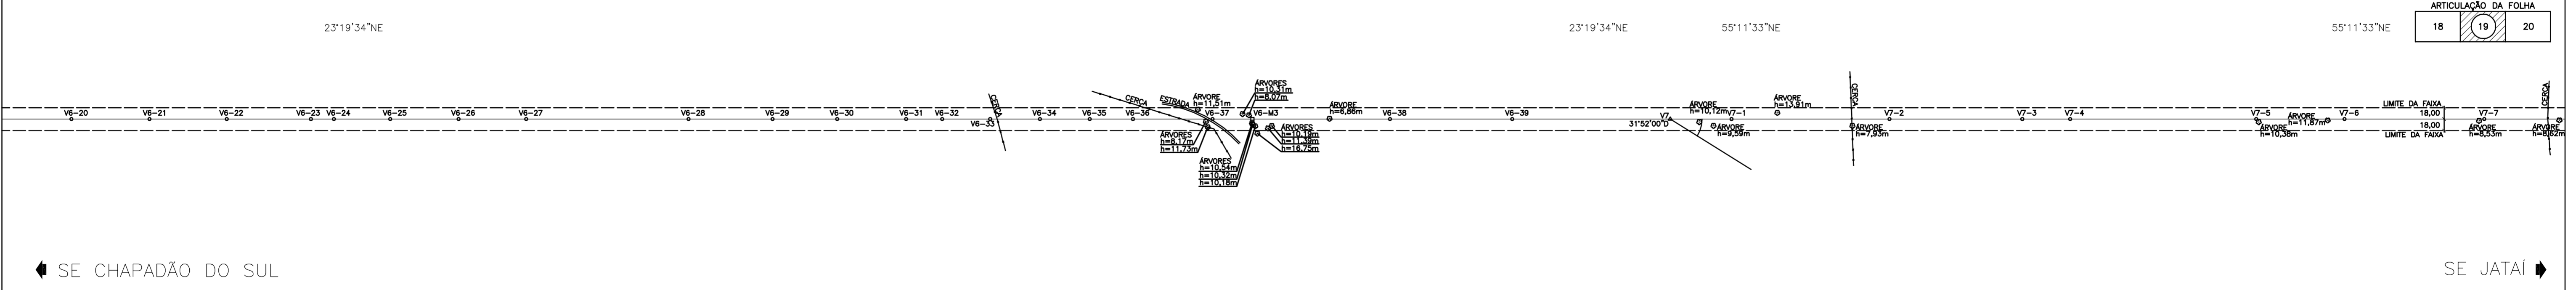 ARTICULAÇÃO DA FOLHA
18 19 20
23°19'34"NE
23°19'34"NE
55°11'33"NE
55°11'33"NE
V6-20
V6-21
V6-22
V6-23
V6-24
V6-25
V6-26
V6-27
V6-28
V6-29
V6-30
V6-31
V6-32
V6-33
CERCA
V6-34
V6-35
V6-36
CERCA
ESTRADA
ÁRVORE
h=11,51m
V6-37
ÁRVORES
h=8,17m
h=11,73m
ÁRVORES
h=10,54m
h=10,32m
h=10,18m
ÁRVORES
h=10,31m
h=8,07m
V6-M3
ÁRVORES
h=10,19m
h=11,39m
h=16,75m
ÁRVORE
h=6,86m
V6-38
V6-39
V7
31°52'00"D
ÁRVORE
h=10,12m
V7-1
ÁRVORE
h=9,59m
ÁRVORE
h=13,91m
CERCA
ÁRVORE
h=7,93m
V7-2
V7-3
V7-4
V7-5
ÁRVORE
h=10,38m
ÁRVORE
h=11,87m
V7-6
LIMITE DA FAIXA
18,00
18,00
LIMITE DA FAIXA
V7-7
ÁRVORE
h=8,53m
CERCA
ÁRVORE
h=8,62m
SE CHAPADÃO DO SUL
SE JATAÍ